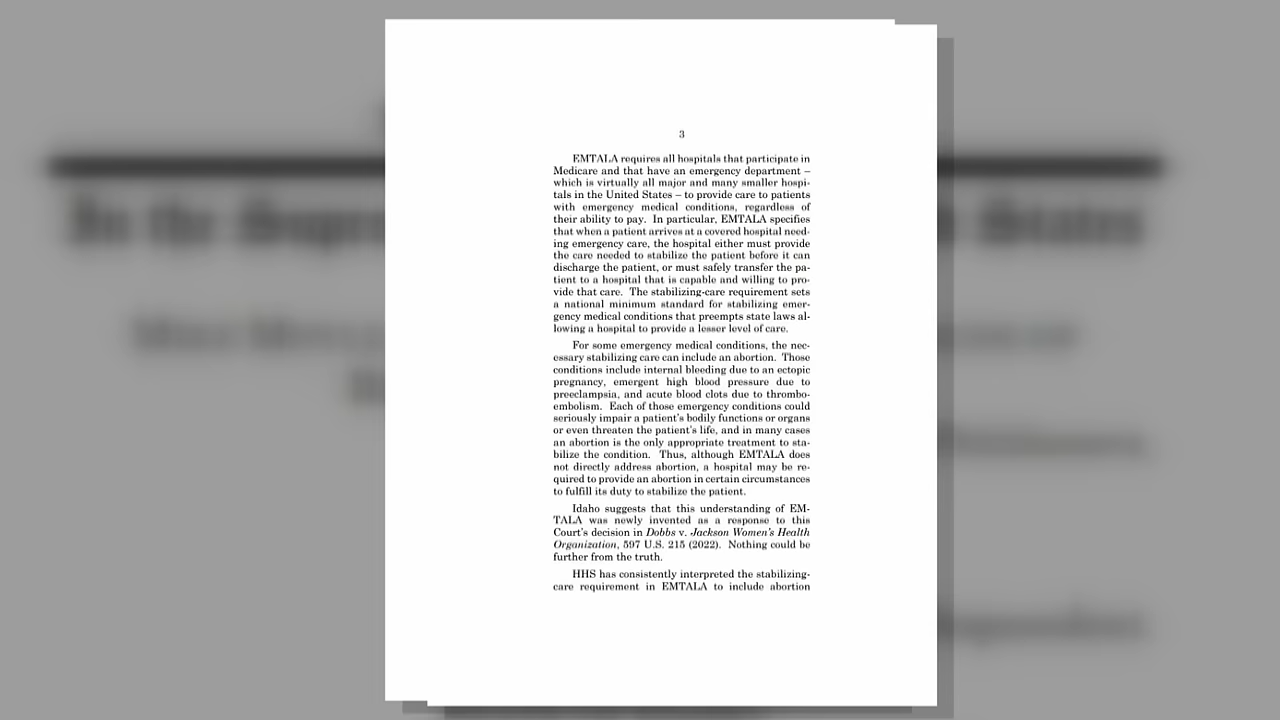 In the Supre
States
3
EMTALA requires all hospitals that participate in
Medicare and that have an emergency department –
which is virtually all major and many smaller hospi-
tals in the United States – to provide care to patients
with emergency medical conditions, regardless of
their ability to pay. In particular, EMTALA specifies
that when a patient arrives at a covered hospital need-
ing emergency care, the hospital either must provide
the care needed to stabilize the patient before it can
discharge the patient, or must safely transfer the pa-
tient to a hospital that is capable and willing to pro-
vide that care. The stabilizing-care requirement sets
a national minimum standard for stabilizing emer-
gency medical conditions that preempts state laws al-
lowing a hospital to provide a lesser level of care.
For some emergency medical conditions, the nec-
essary stabilizing care can include an abortion. Those
conditions include internal bleeding due to an ectopic
pregnancy, emergent high blood pressure due to
preeclampsia, and acute blood clots due to thrombo-
embolism. Each of those emergency conditions could
seriously impair a patient's bodily functions or organs
or even threaten the patient's life, and in many cases
an abortion is the only appropriate treatment to sta-
bilize the condition. Thus, although EMTALA does
not directly address abortion, a hospital may be re-
quired to provide an abortion in certain circumstances
to fulfill its duty to stabilize the patient.
Idaho suggests that this understanding of EM-
TALA was newly invented as a response to this
Court's decision in Dobbs v. Jackson Women's Health
Organization, 597 U.S. 215 (2022). Nothing could be
further from the truth.
HHS has consistently interpreted the stabilizing-
care requirement in EMTALA to include abortion